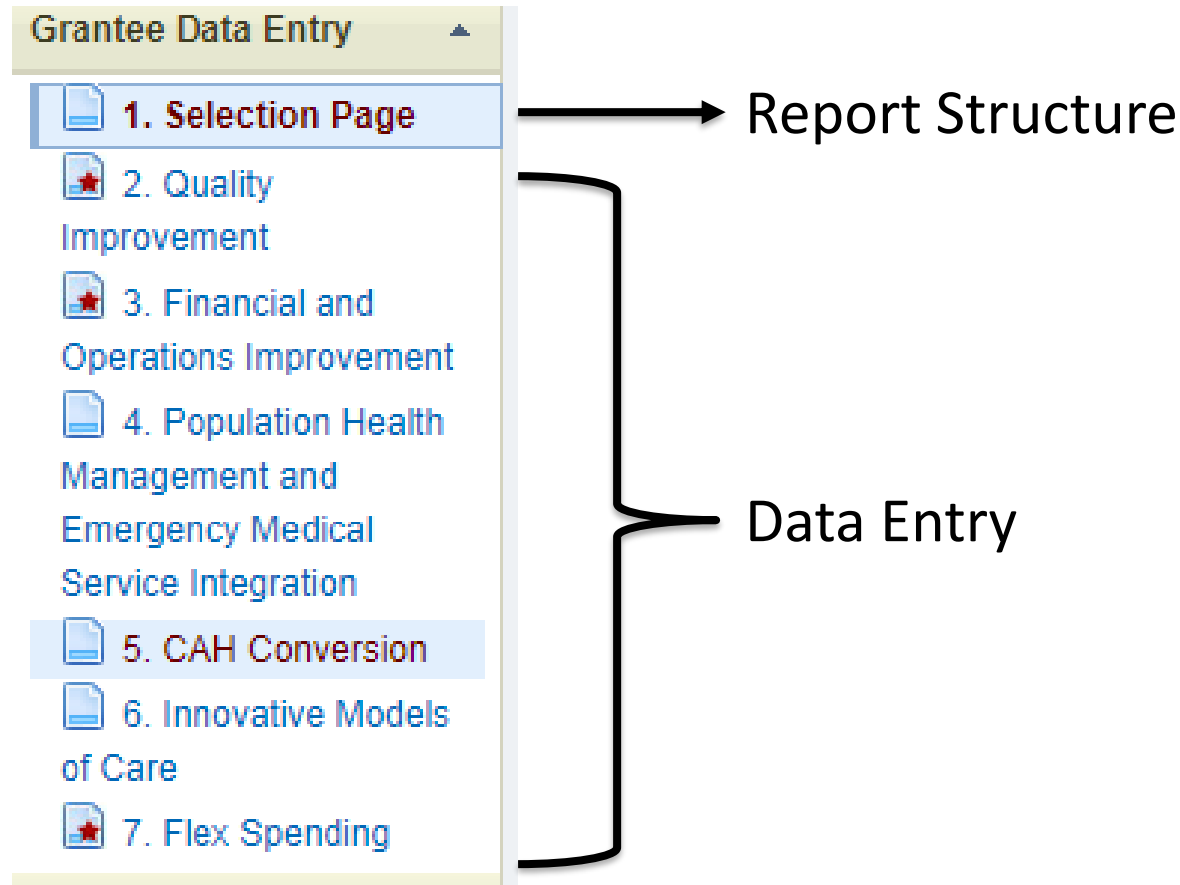 Grantee Data Entry
1. Selection Page
2. Quality
Improvement
3. Financial and
Operations Improvement
4. Population Health
Management and
Emergency Medical
Service Integration
5. CAH Conversion
6. Innovative Models
of Care
7. Flex Spending
Report Structure
Data Entry